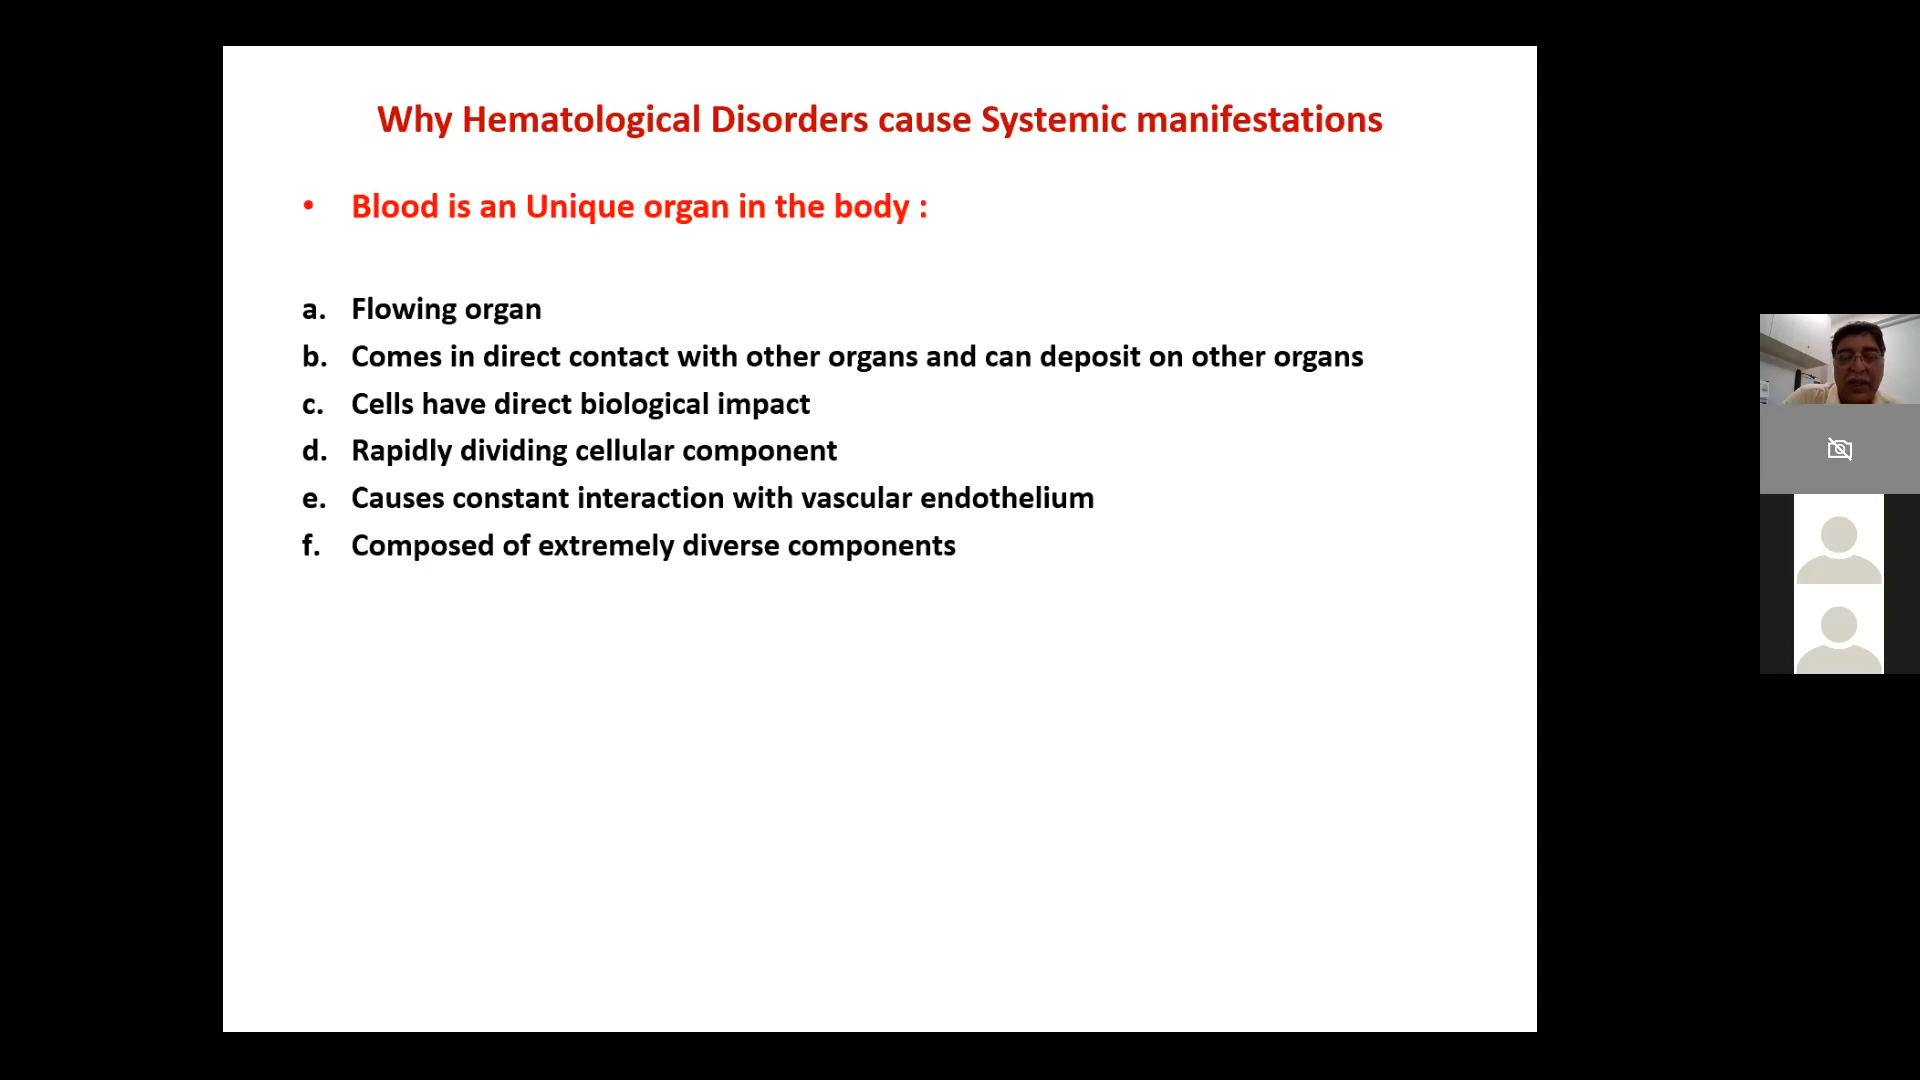 Why Hematological Disorders cause Systemic manifestations
• Blood is an Unique organ in the body :
a. Flowing organ
b. Comes in direct contact with other organs and can deposit on other organs
c. Cells have direct biological impact
d. Rapidly dividing cellular component
e. Causes constant interaction with vascular endothelium
f. Composed of extremely diverse components